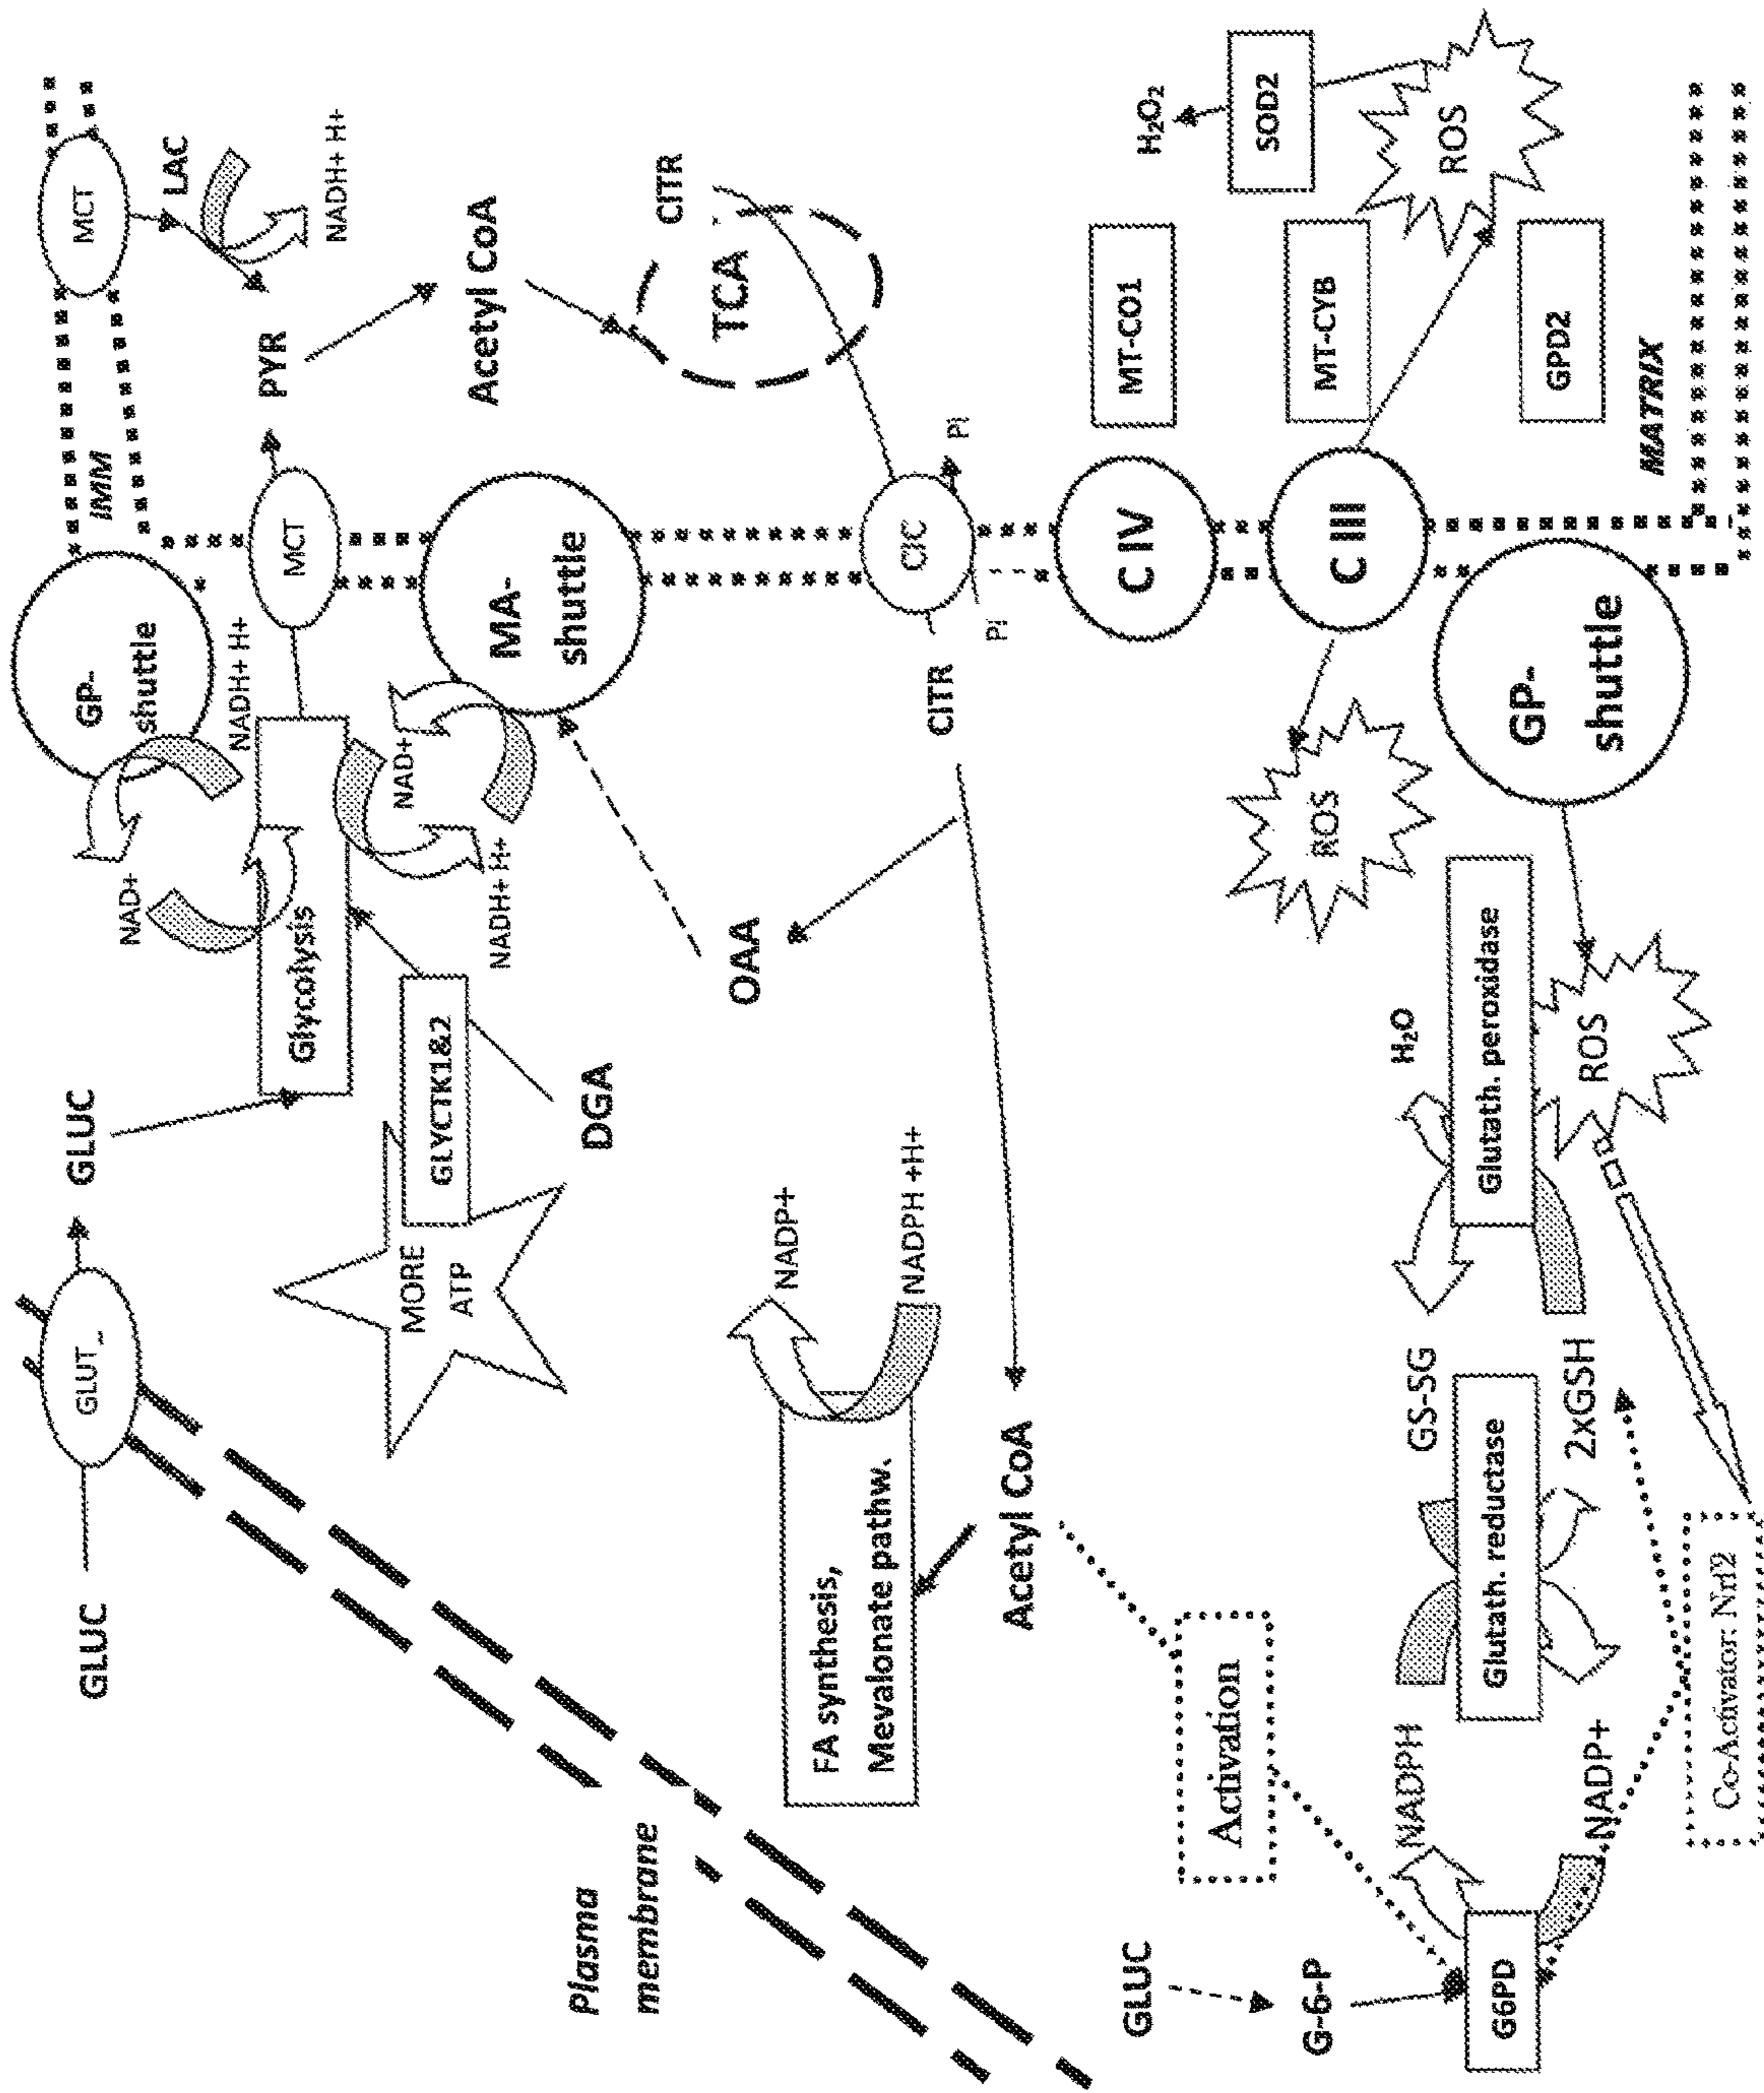 GLUC
GLUT_
GLUC
NAD+
GP-
shuttle
NADH+ H+
IMM
MCT
LAC
NADH+ H+
Glycolysis
MCT
PYR
NAD+
MORE
ATP
GLYCTK1&2
NADH+ H+
MA-
shuttle
Acetyl CoA
DGA
Plasma
membrane
OAA
CITR
TCA
NADP+
NADPH +H+
FA synthesis,
Mevalonate pathw.
CITR
CIC
Pi
Pi
Acetyl CoA
GLUC
Activation
C IV
MT-CO1
H₂O₂
SOD2
G-6-P
ROS
C III
MT-CYB
ROS
NADPH
GS-SG
H₂O
G6PD
Glutath. reductase
Glutath. peroxidase
GP-
shuttle
GPD2
NADP+
2xGSH
ROS
MATRIX
Co-Activator: Nrf2